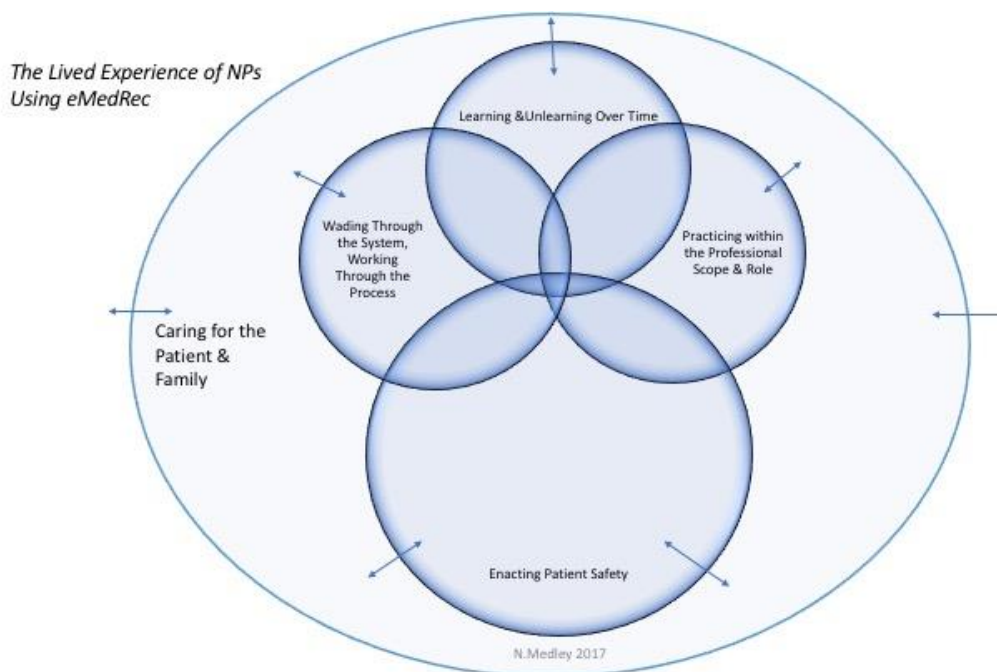 The Lived Experience of NPs
Using eMedRec
Learning &Unlearning Over Time
Wading Through
the System,
Working
Through the
Process
Practicing within
the Professional
Scope & Role
Caring for the
Patient &
Family
Enacting Patient Safety
N.Medley 2017